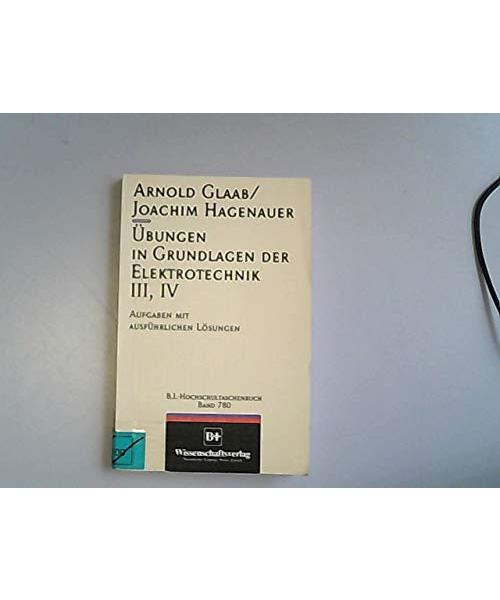 ARNOLD GLAAB/
JOACHIM HAGENAUER
ÜBUNGEN
IN GRUNDLAGEN DER
ELEKTROTECHNIK
III, IV
AUFGABEN MIT
AUSFÜHRLICHEN LÖSUNGEN
B.I.-HOCHSCHULTASCHENBUCH
BAND 780
B+
Wissenschaftsverlag